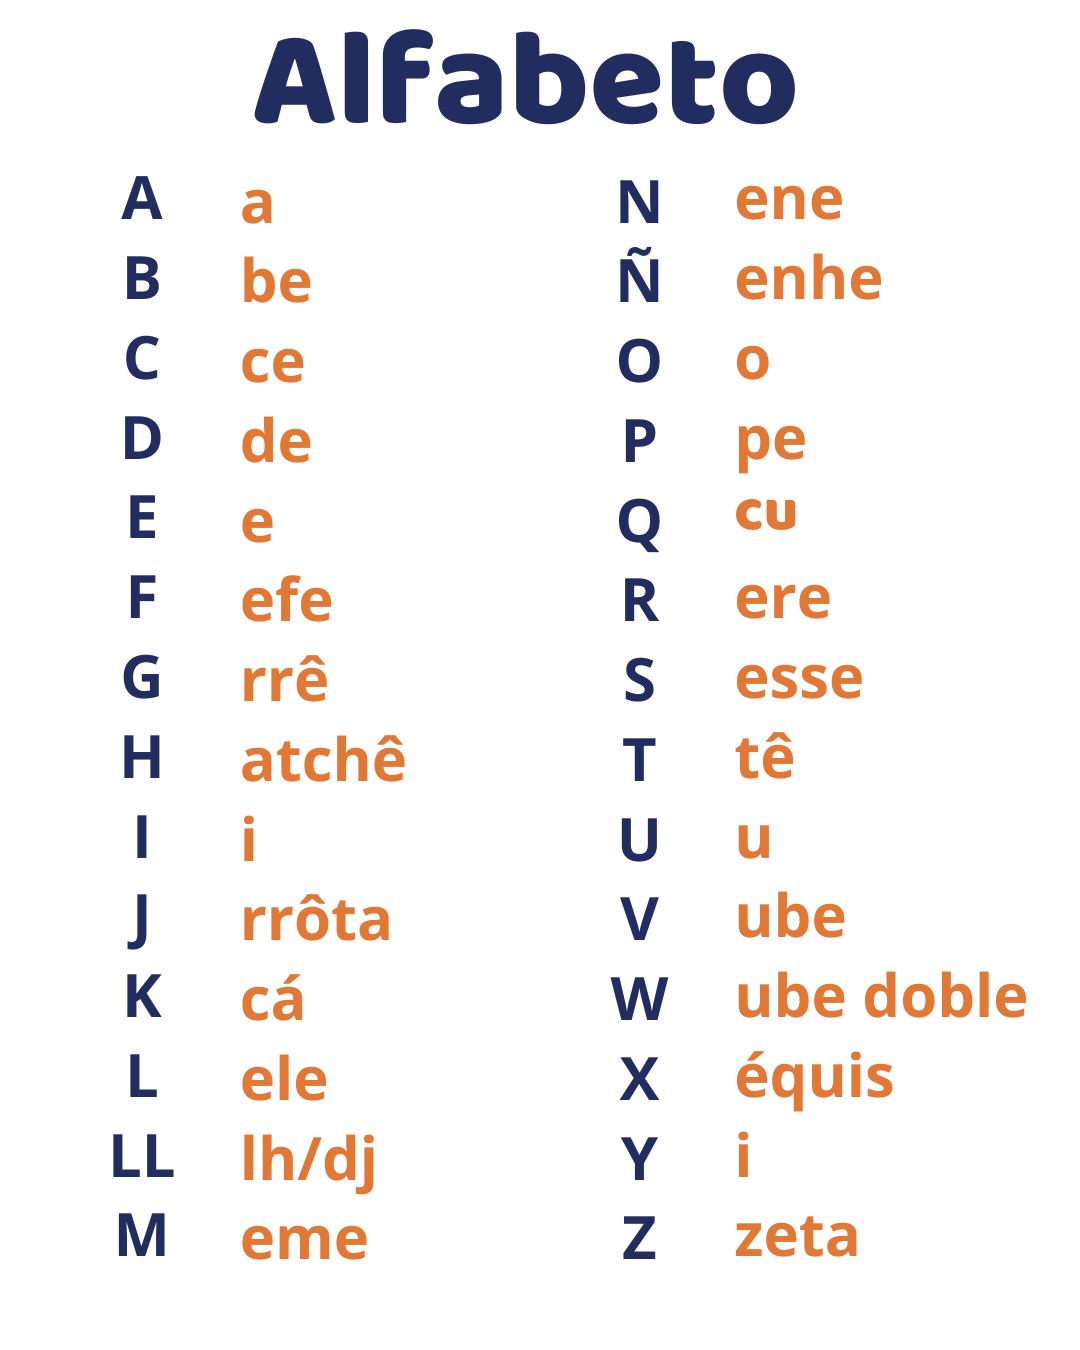 Alfabeto
A a
B be
C ce
D de
E e
F efe
G rrê
H atchê
I i
J rrôta
K cá
L ele
LL lh/dj
M eme
N ene
Ñ enhe
O o
P pe
Q cu
R ere
S esse
T tê
U u
V ube
W ube doble
X équis
Y i
Z zeta